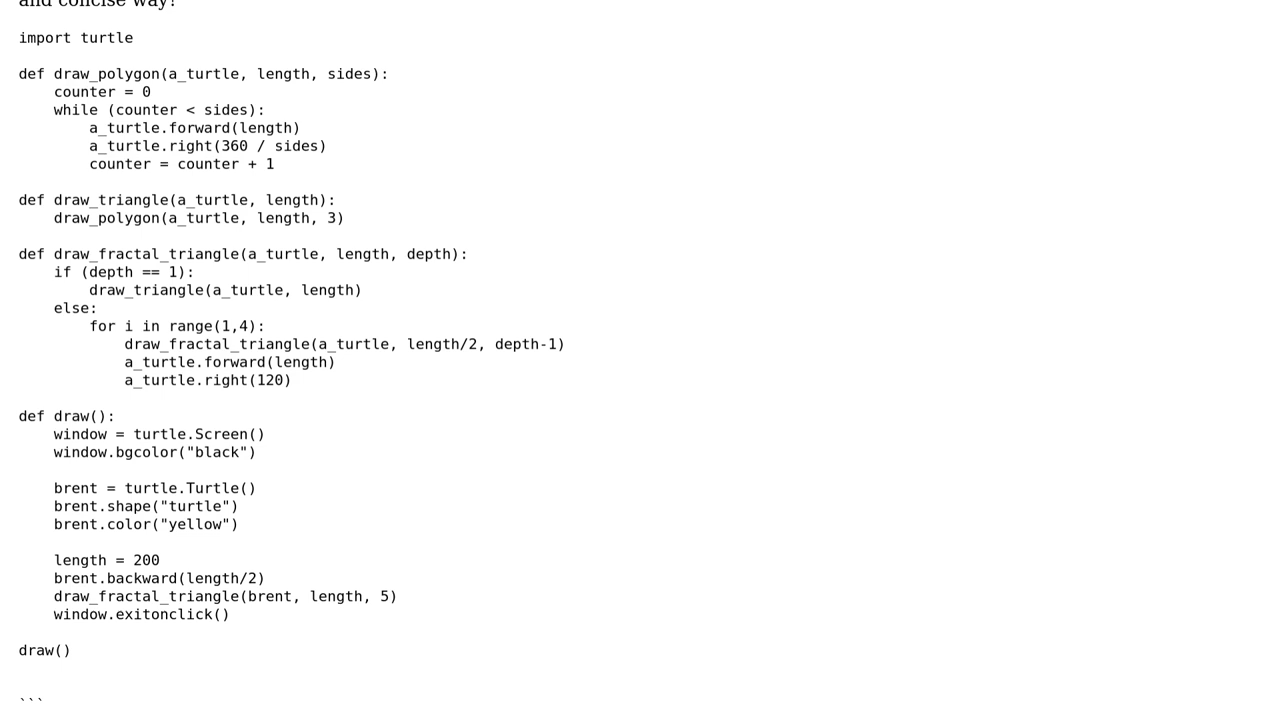 and concise way!
import turtle
def draw_polygon(a_turtle, length, sides):
    counter = 0
    while (counter < sides):
        a_turtle.forward(length)
        a_turtle.right(360 / sides)
        counter = counter + 1
def draw_triangle(a_turtle, length):
    draw_polygon(a_turtle, length, 3)
def draw_fractal_triangle(a_turtle, length, depth):
    if (depth == 1):
        draw_triangle(a_turtle, length)
    else:
        for i in range(1,4):
            draw_fractal_triangle(a_turtle, length/2, depth-1)
            a_turtle.forward(length)
            a_turtle.right(120)
def draw():
    window = turtle.Screen()
    window.bgcolor("black")
    brent = turtle.Turtle()
    brent.shape("turtle")
    brent.color("yellow")
    length = 200
    brent.backward(length/2)
    draw_fractal_triangle(brent, length, 5)
    window.exitonclick()
draw()
```